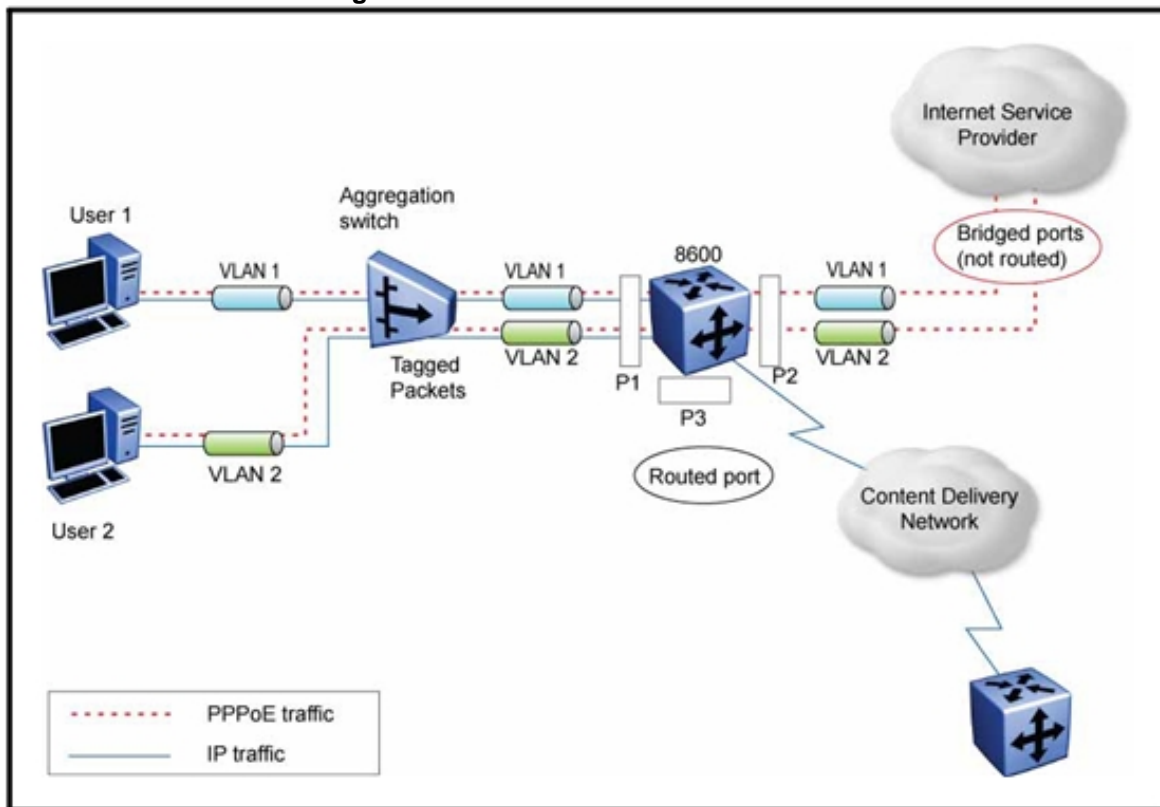 g
User 1
Aggregation
switch
VLAN 1
VLAN 1
8600
VLAN 1
Internet Service
Provider
Bridged ports
(not routed)
VLAN 2
Tagged
Packets
P1
P2
VLAN 2
P3
VLAN 2
User 2
Routed port
Content Delivery
Network
PPPoE traffic
IP traffic